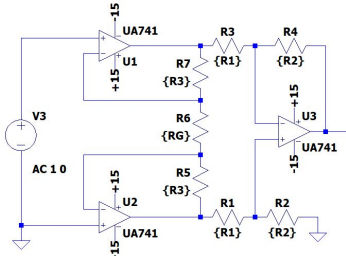 -15
UA741
+15
U1
R3
{R1}
R4
{R2}
R7
{R3}
V3
AC 1 0
R6
{RG}
+15
U3
-15
UA741
R5
{R3}
+15
U2
UA741
-15
R1
{R1}
R2
{R2}